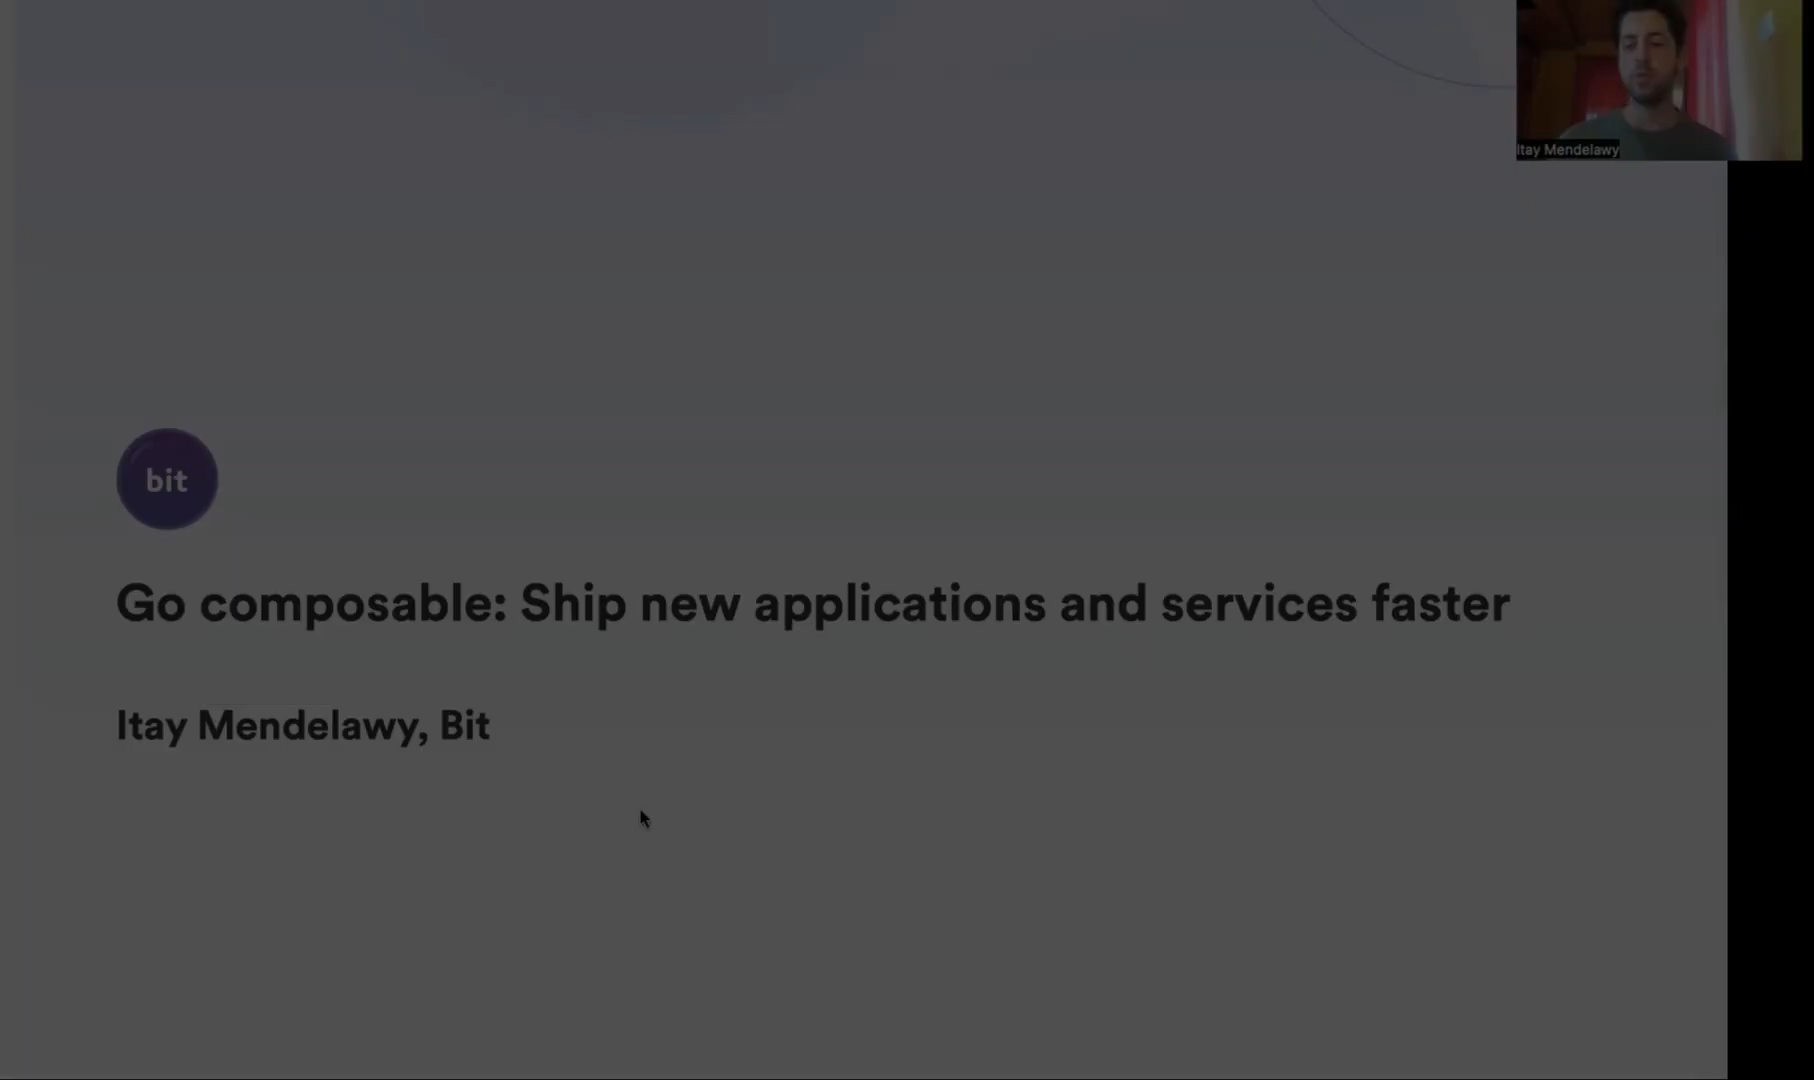 Itay Mendelawy
bit
Go composable: Ship new applications and services faster
Itay Mendelawy, Bit